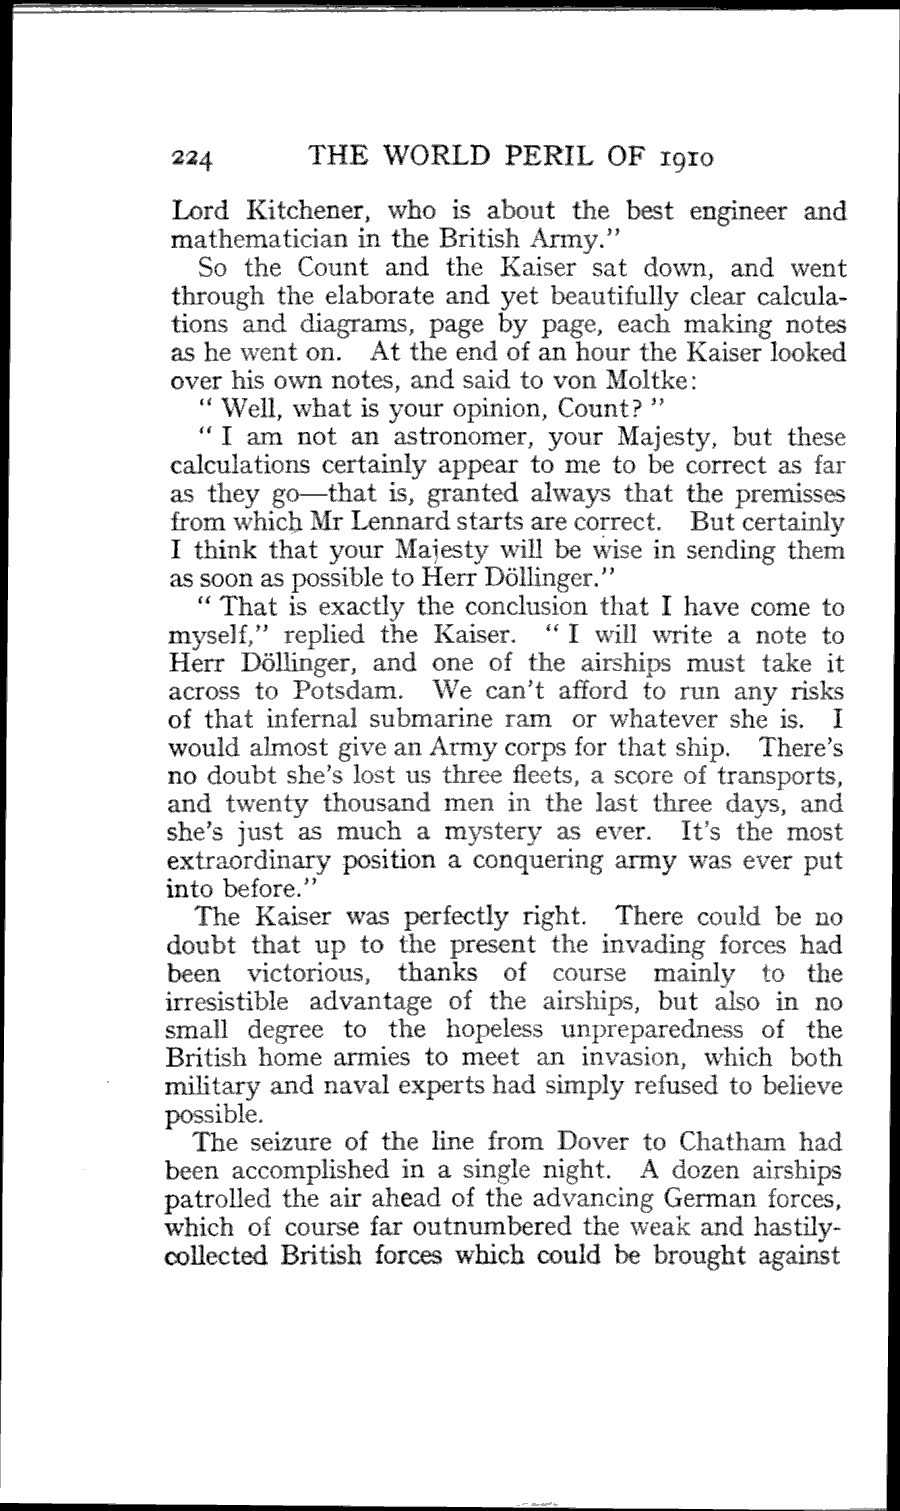 224 THE WORLD PERIL OF 1910
Lord Kitchener, who is about the best engineer and
mathematician in the British Army.”
So the Count and the Kaiser sat down, and went
through the elaborate and yet beautifully clear calcula-
tions and diagrams, page by page, each making notes
as he went on. At the end of an hour the Kaiser looked
over his own notes, and said to von Moltke:
“ Well, what is your opinion, Count? ”
“ I am not an astronomer, your Majesty, but these
calculations certainly appear to me to be correct as far
as they go—that is, granted always that the premisses
from which Mr Lennard starts are correct. But certainly
I think that your Majesty will be wise in sending them
as soon as possible to Herr Döllinger.”
“ That is exactly the conclusion that I have come to
myself,” replied the Kaiser. “ I will write a note to
Herr Döllinger, and one of the airships must take it
across to Potsdam. We can’t afford to run any risks
of that infernal submarine ram or whatever she is. I
would almost give an Army corps for that ship. There’s
no doubt she’s lost us three fleets, a score of transports,
and twenty thousand men in the last three days, and
she’s just as much a mystery as ever. It’s the most
extraordinary position a conquering army was ever put
into before.”
The Kaiser was perfectly right. There could be no
doubt that up to the present the invading forces had
been victorious, thanks of course mainly to the
irresistible advantage of the airships, but also in no
small degree to the hopeless unpreparedness of the
British home armies to meet an invasion, which both
military and naval experts had simply refused to believe
possible.
The seizure of the line from Dover to Chatham had
been accomplished in a single night. A dozen airships
patrolled the air ahead of the advancing German forces,
which of course far outnumbered the weak and hastily-
collected British forces which could be brought against